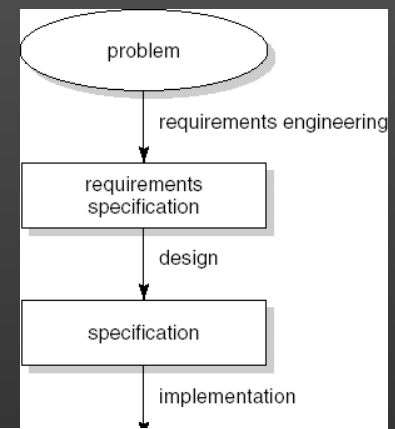 problem
requirements engineering
requirements
specification
design
specification
implementation